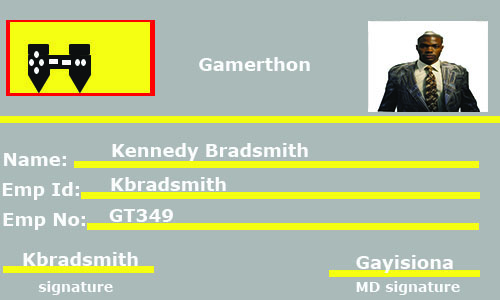 Gamerthon
Name: Kennedy Bradsmith
Emp Id: Kbradsmith
Emp No: GT349
Kbradsmith Gayisiona
signature MD signature